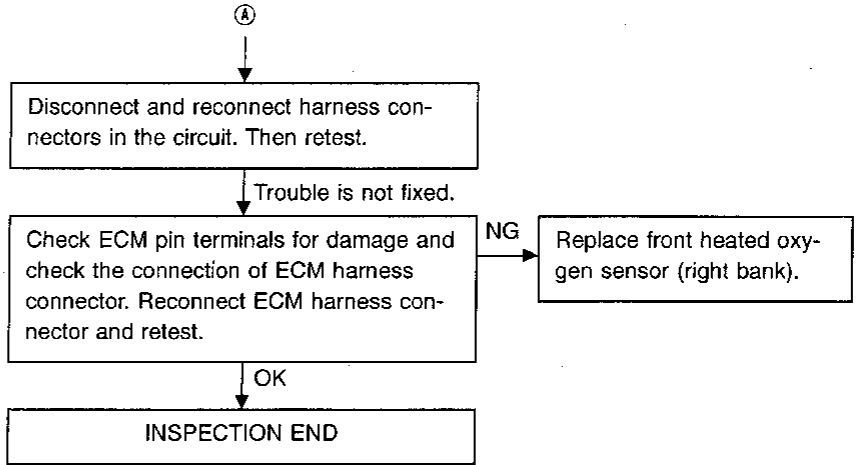 A
Disconnect and reconnect harness con-
nectors in the circuit. Then retest.
Trouble is not fixed.
Check ECM pin terminals for damage and
check the connection of ECM harness
connector. Reconnect ECM harness con-
nector and retest.
NG
Replace front heated oxy-
gen sensor (right bank).
OK
INSPECTION END